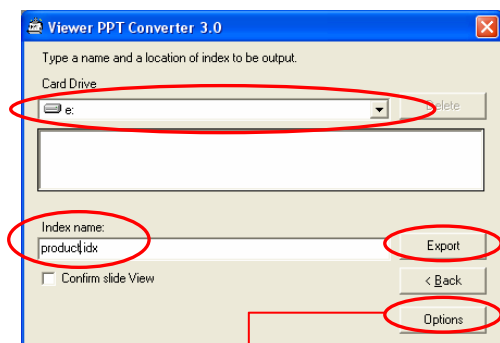 Viewer PPT Converter 3.0
Type a name and a location of index to be output.
Card Drive
e:
Delete
Index name:
product.idx
Export
Confirm slide View
< Back
Options